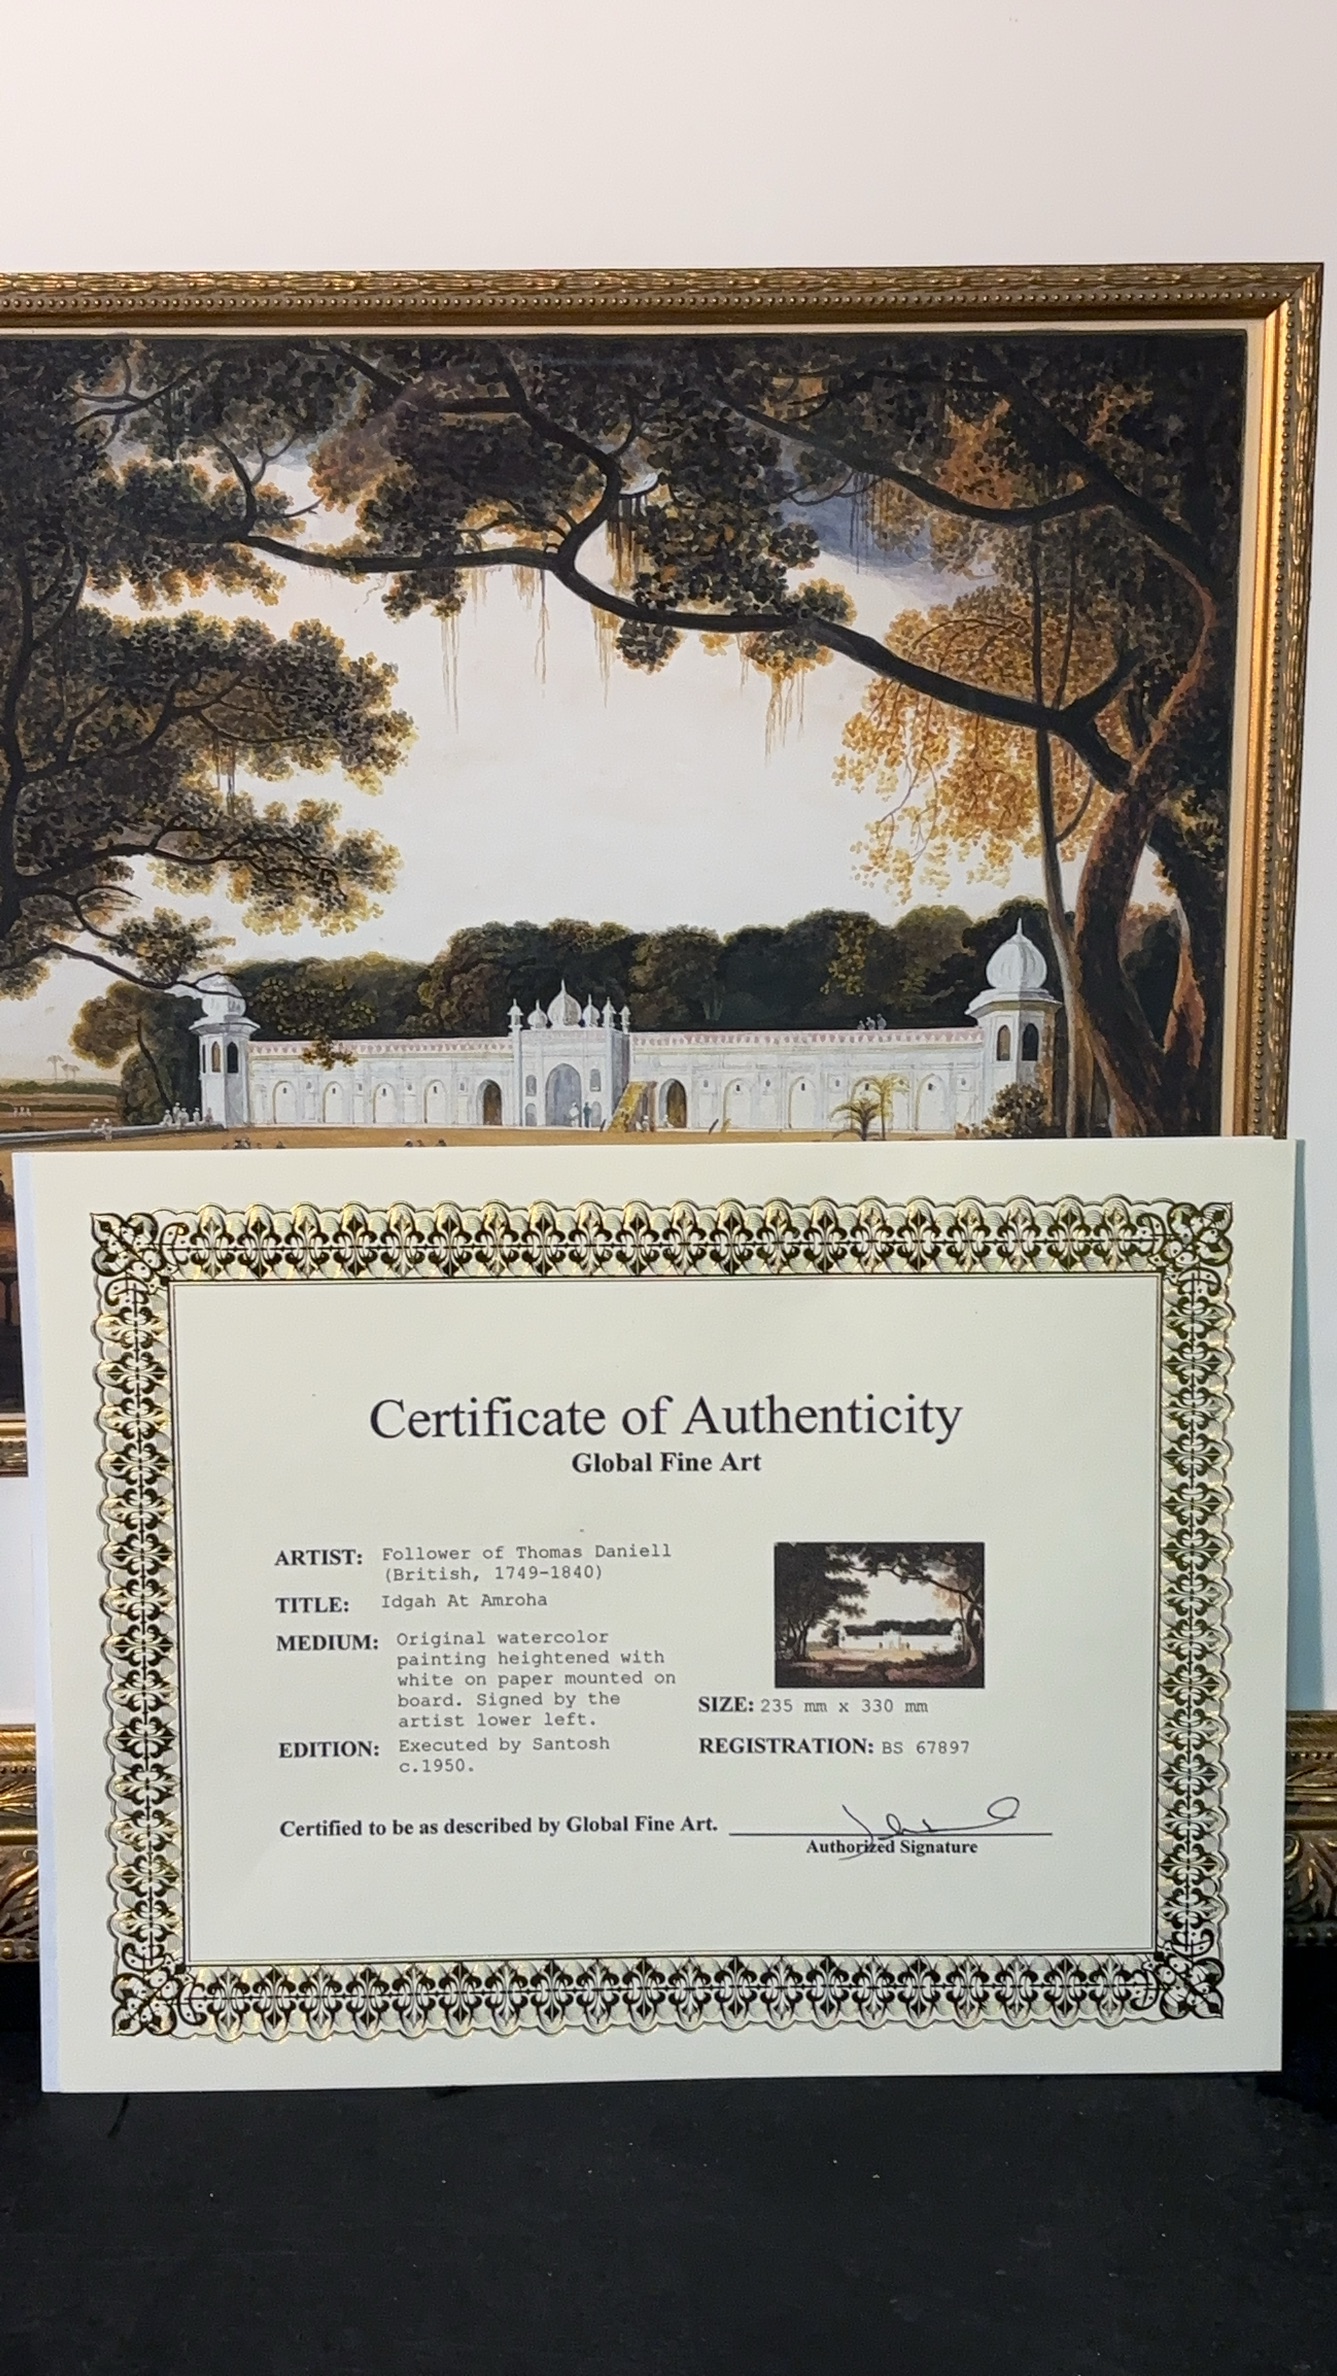 Certificate of Authenticity
Global Fine Art
ARTIST: Follower of Thomas Daniell
(British, 1749-1840)
TITLE: Idgah At Amroha
MEDIUM: Original watercolor
painting heightened with
white on paper mounted on
board. Signed by the
artist lower left.
EDITION: Executed by Santosh
c.1950.
SIZE: 235 mm x 330 mm
REGISTRATION: BS 67897
Certified to be as described by Global Fine Art.
Authorized Signature